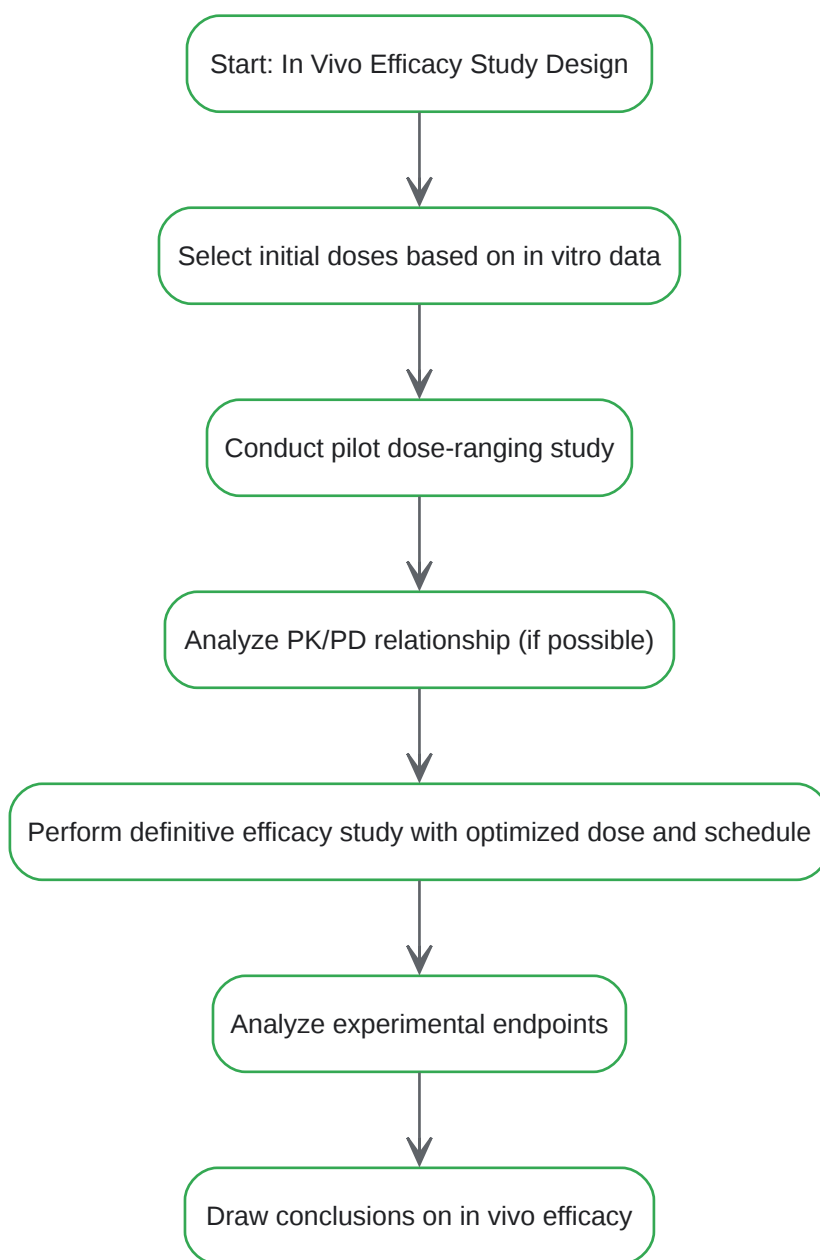 Start: In Vivo Efficacy Study Design
Select initial doses based on in vitro data
Conduct pilot dose-ranging study
Analyze PK/PD relationship (if possible)
Perform definitive efficacy study with optimized dose and schedule
Analyze experimental endpoints
Draw conclusions on in vivo efficacy